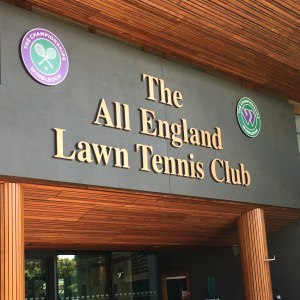 THE CHAMPIONSHIPS
WIMBLEDON
The
All England
Lawn Tennis Club